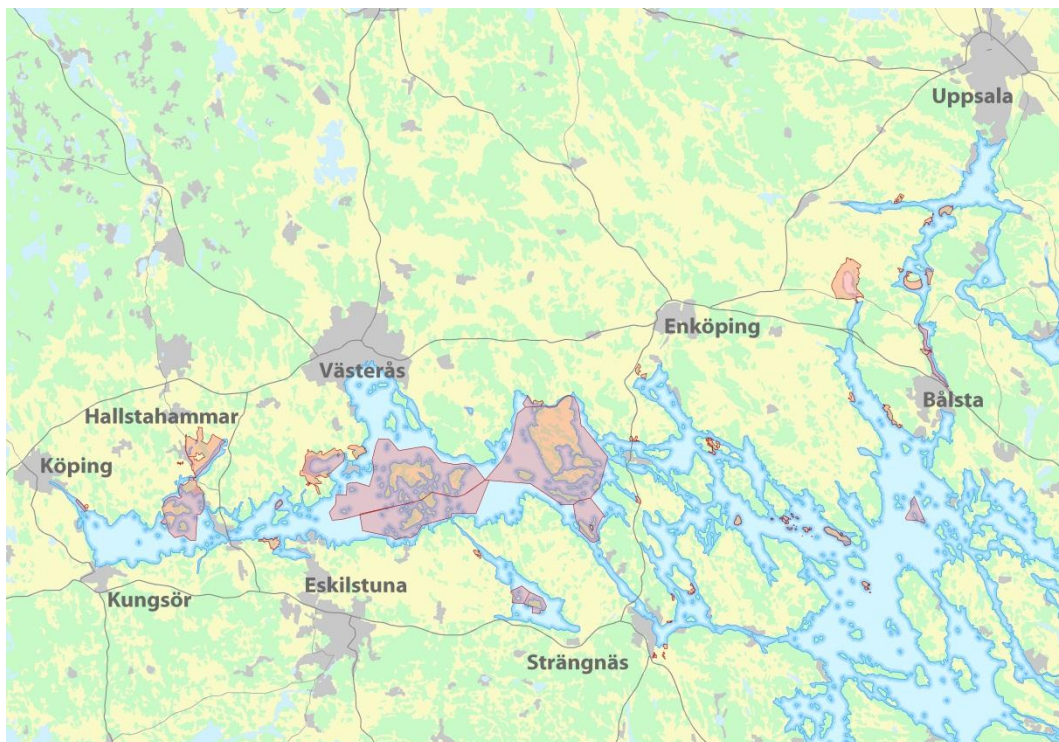 Uppsala
Enköping
Västerås
Bålsta
Hallstahammar
Köping
Eskilstuna
Kungsör
Strängnäs